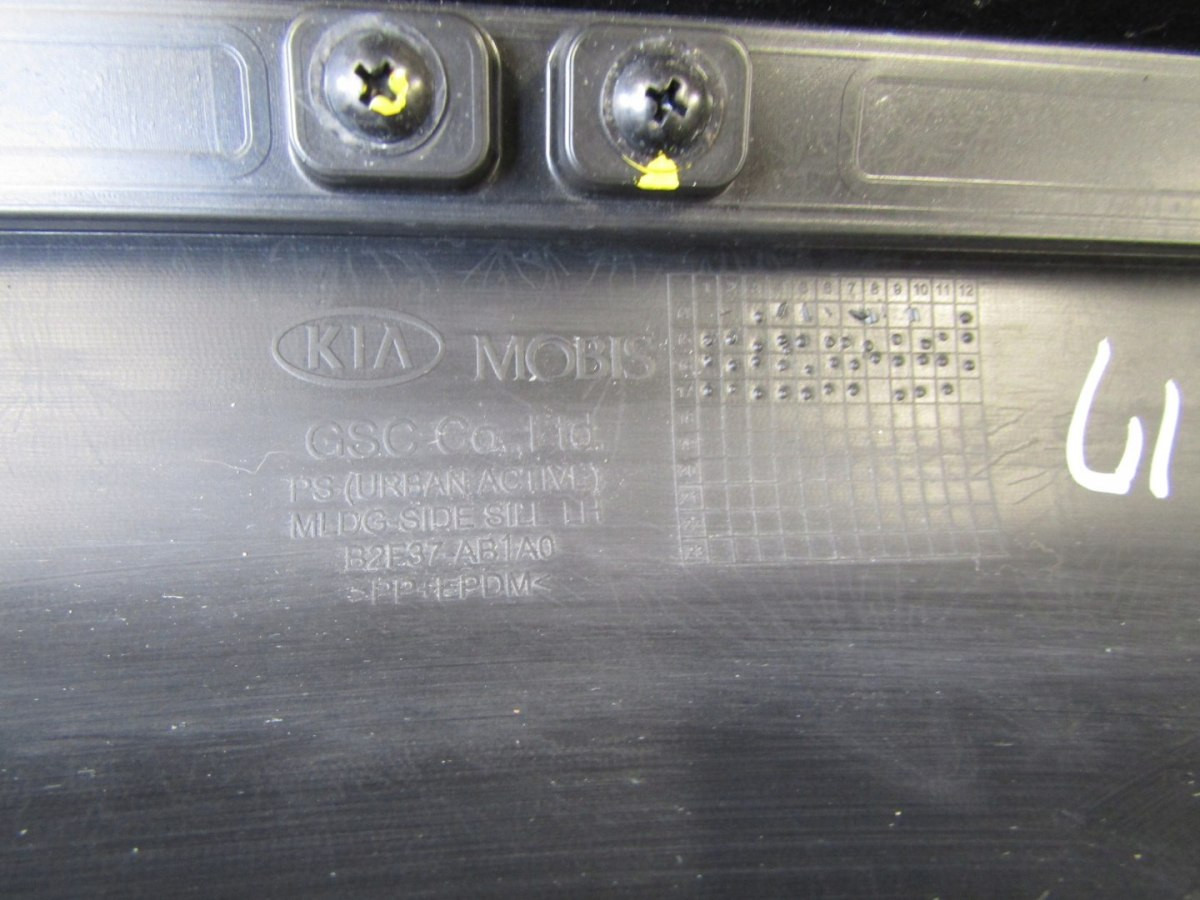 KIA MOBIS
GSC Co., Ltd.
PS (URBAN ACTIVE)
MLDG-SIDE SILL LH
B2E37-AB1A0
>PP+EPDM<
1 2 3 4 5 6 7 8 9 10 11 12
17